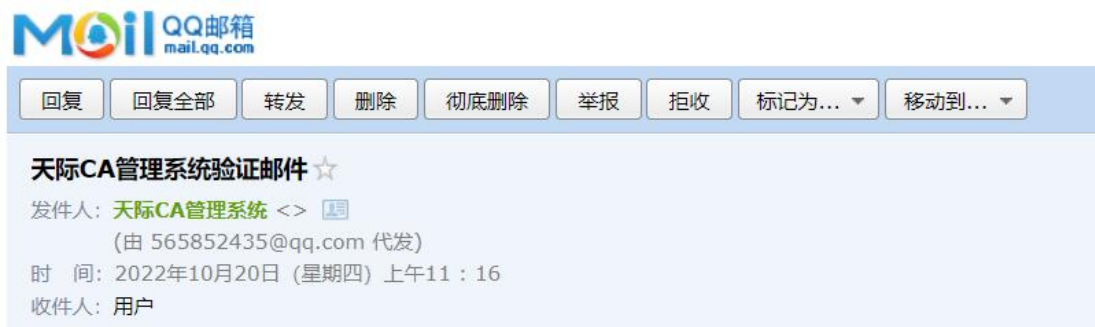 Mail QQ邮箱
mail.qq.com
回复 回复全部 转发 删除 彻底删除 举报 拒收 标记为... 移动到...
天际CA管理系统验证邮件
发件人: 天际CA管理系统 <>
(由 565852435@qq.com 代发)
时 间: 2022年10月20日 (星期四) 上午11:16
收件人: 用户